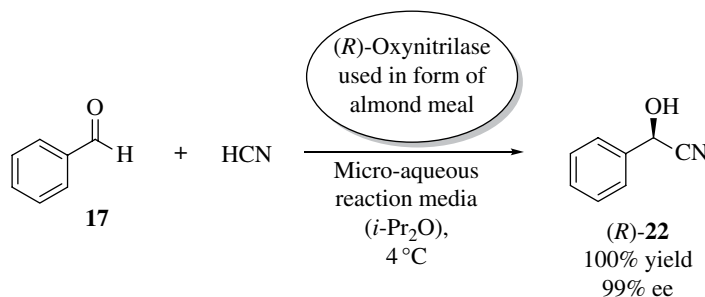 (R)-Oxynitrilase
used in form of
almond meal
O
H
17
+
HCN
Micro-aqueous
reaction media
(i-Pr₂O),
4 °C
OH
CN
(R)-22
100% yield
99% ee